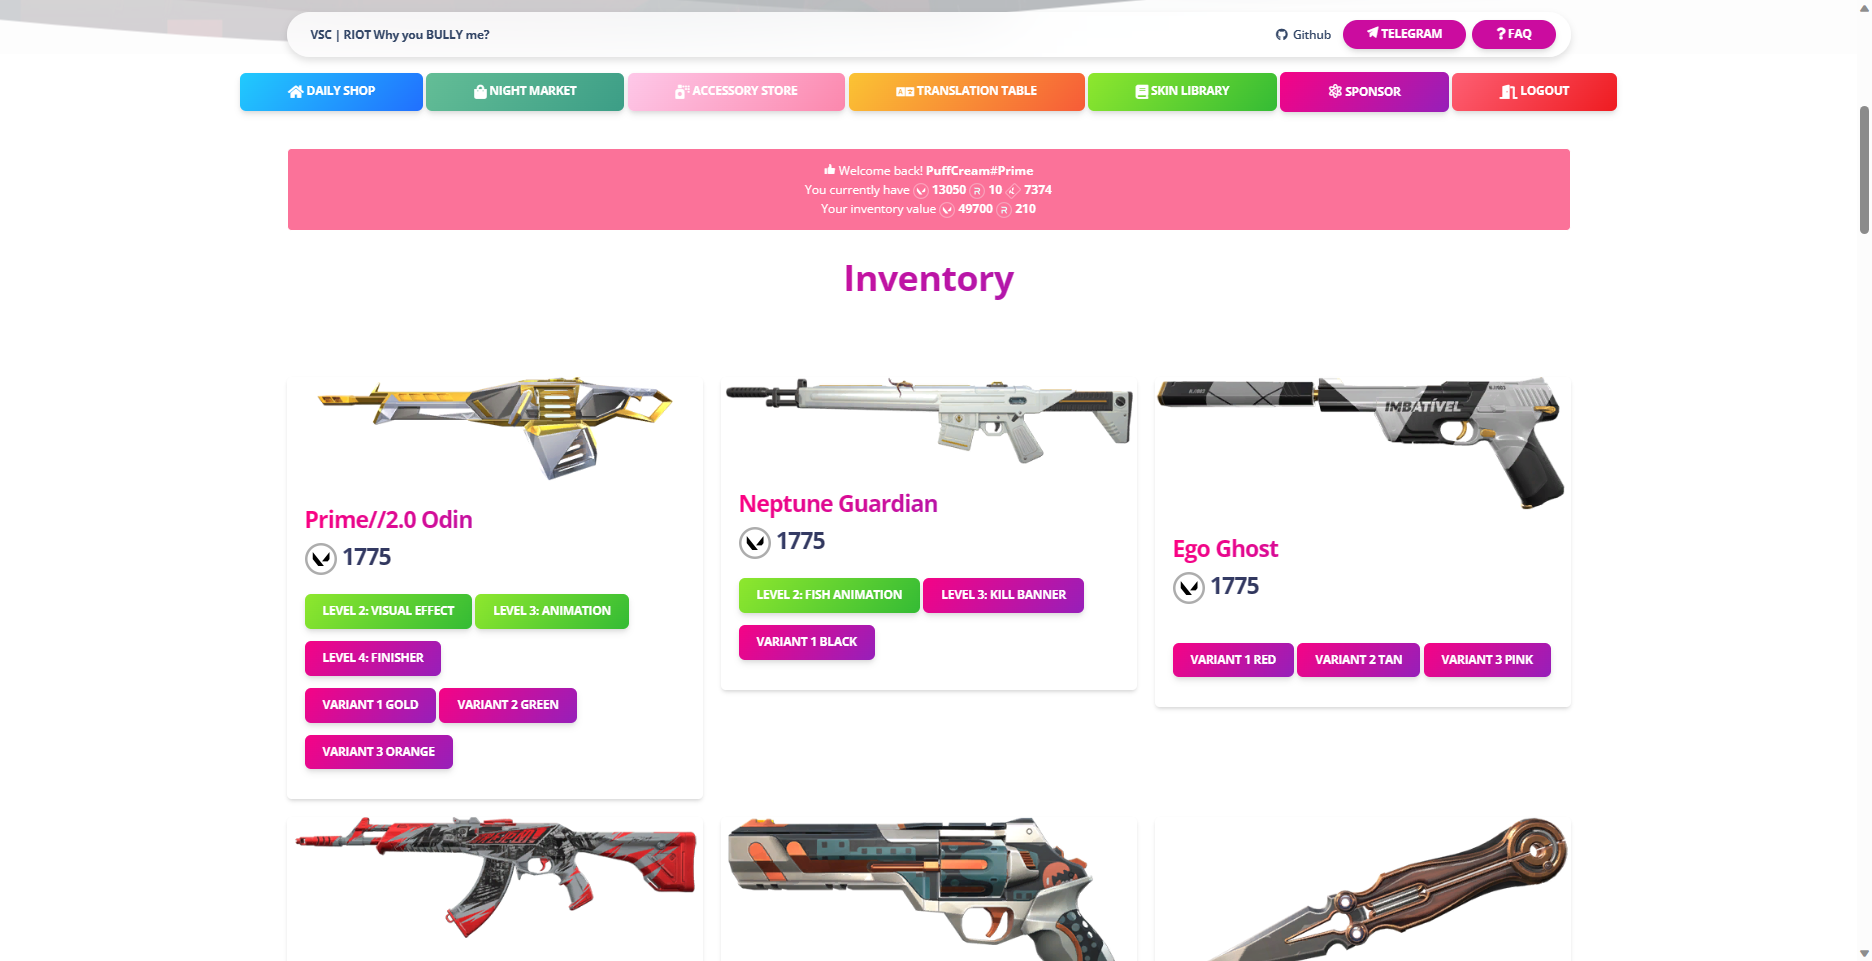 VSC | RIOT Why you BULLY me?
Github
TELEGRAM
? FAQ
DAILY SHOP
NIGHT MARKET
ACCESSORY STORE
TRANSLATION TABLE
SKIN LIBRARY
SPONSOR
LOGOUT
Welcome back! PuffCream#Prime
You currently have 13050 R 10 7374
Your inventory value 49700 R 210
Inventory
IMBATÍVEL
Prime//2.0 Odin
1775
LEVEL 2: VISUAL EFFECT
LEVEL 3: ANIMATION
LEVEL 4: FINISHER
VARIANT 1 GOLD
VARIANT 2 GREEN
VARIANT 3 ORANGE
Neptune Guardian
1775
LEVEL 2: FISH ANIMATION
LEVEL 3: KILL BANNER
VARIANT 1 BLACK
Ego Ghost
1775
VARIANT 1 RED
VARIANT 2 TAN
VARIANT 3 PINK